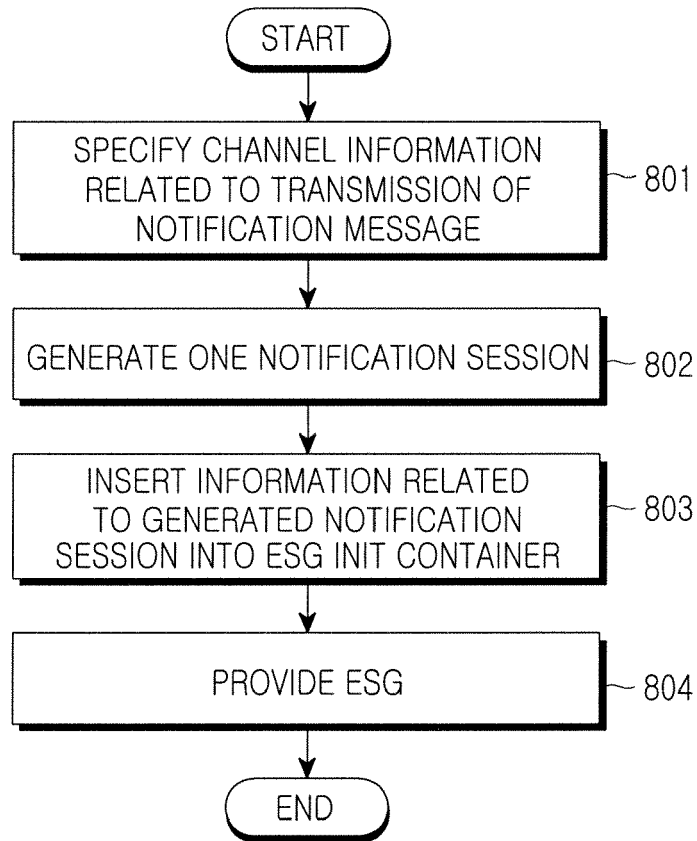 START
SPECIFY CHANNEL INFORMATION
RELATED TO TRANSMISSION OF
NOTIFICATION MESSAGE
801
GENERATE ONE NOTIFICATION SESSION
802
INSERT INFORMATION RELATED
TO GENERATED NOTIFICATION
SESSION INTO ESG INIT CONTAINER
803
PROVIDE ESG
804
END